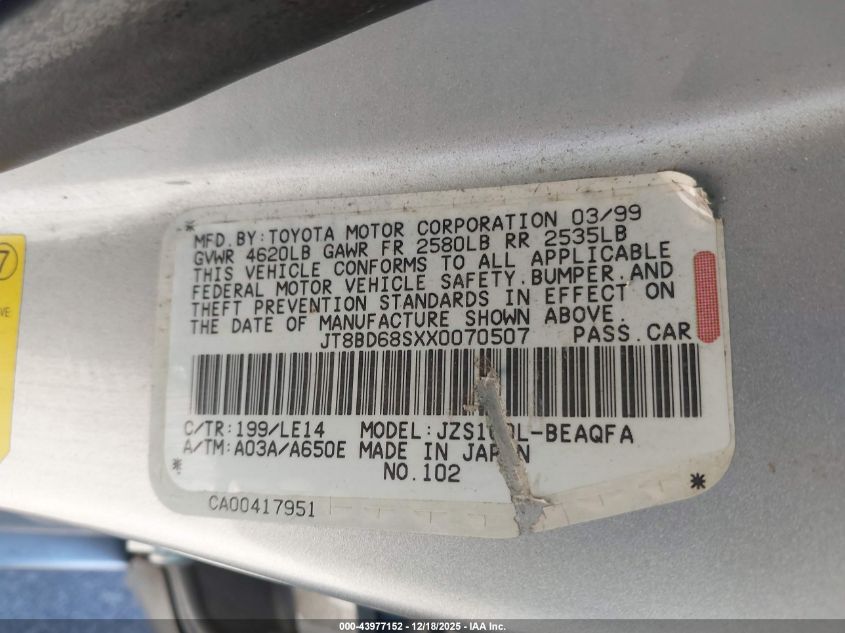 MFD. BY: TOYOTA MOTOR CORPORATION 03/99
GVWR 4620LB GAWR FR 2580LB RR 2535LB
THIS VEHICLE CONFORMS TO ALL APPLICABLE
FEDERAL MOTOR VEHICLE SAFETY, BUMPER, AND
THEFT PREVENTION STANDARDS IN EFFECT ON
THE DATE OF MANUFACTURE SHOWN ABOVE.
JT8BD68SXX0070507 PASS. CAR
C/TR: 199/LE14 MODEL: L-BEAQFA
A/TM: A03A/A650E MADE IN JAPAN
NO. 102
CA00417951
7
000-43977152 - 12/18/2025 - IAA Inc.